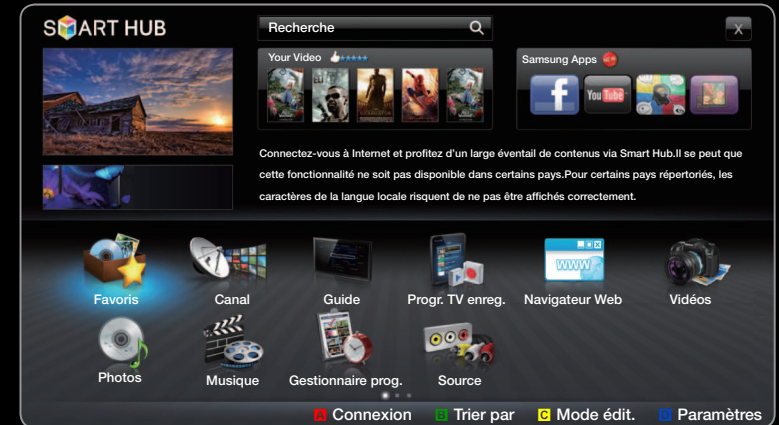 SMART HUB
Recherche
X
Your Video
Samsung Apps
You Tube
Connectez-vous à Internet et profitez d'un large éventail de contenus via Smart Hub.Il se peut que
cette fonctionnalité ne soit pas disponible dans certains pays.Pour certains pays répertoriés, les
caractères de la langue locale risquent de ne pas être affichés correctement.
www
Favoris
Canal
Guide
Progr. TV enreg.
Navigateur Web
Vidéos
Photos
Musique
Gestionnaire prog.
Source
A Connexion B Trier par C Mode édit. D Paramètres